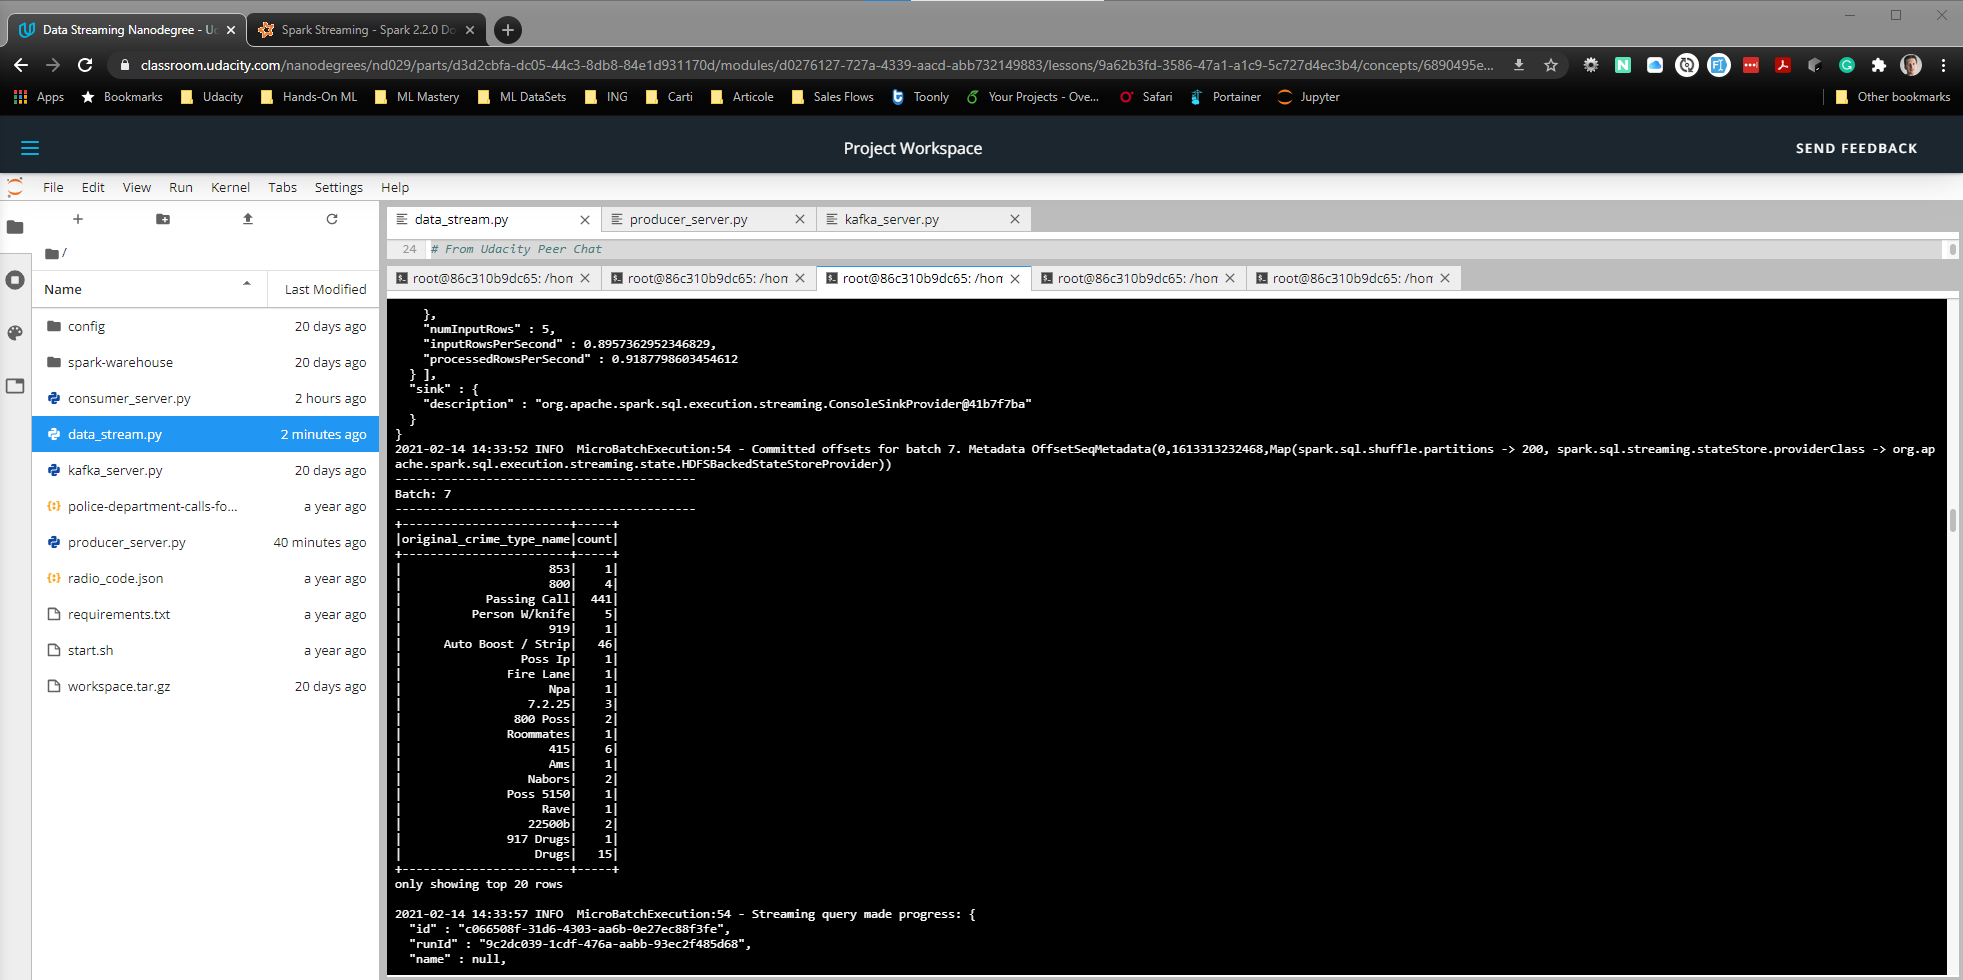 Data Streaming Nanodegree - Uc
Spark Streaming - Spark 2.2.0 Do
classroom.udacity.com/nanodegrees/nd029/parts/d3d2cbfa-dc05-44c3-8db8-84e1d931170d/modules/d0276127-727a-4339-aacd-abb732149883/lessons/9a62b3fd-3586-47a1-a1c9-5c727d4ec3b4/concepts/6890495e...
Apps Bookmarks Udacity Hands-On ML ML Mastery ML DataSets ING Carti Articole Sales Flows Toonly Your Projects - Ove... Safari Portainer Jupyter Other bookmarks
Project Workspace
SEND FEEDBACK
File Edit View Run Kernel Tabs Settings Help
/
Name Last Modified
config 20 days ago
spark-warehouse 20 days ago
consumer_server.py 2 hours ago
data_stream.py 2 minutes ago
kafka_server.py 20 days ago
police-department-calls-fo... a year ago
producer_server.py 40 minutes ago
radio_code.json a year ago
requirements.txt a year ago
start.sh a year ago
workspace.tar.gz 20 days ago
data_stream.py producer_server.py kafka_server.py
24 # From Udacity Peer Chat
root@86c310b9dc65: /hom root@86c310b9dc65: /hom root@86c310b9dc65: /hom root@86c310b9dc65: /hom root@86c310b9dc65: /hom
},
"numInputRows" : 5,
"inputRowsPerSecond" : 0.8957362952346829,
"processedRowsPerSecond" : 0.9187798603454612
} ],
"sink" : {
"description" : "org.apache.spark.sql.execution.streaming.ConsoleSinkProvider@41b7f7ba"
}
}
2021-02-14 14:33:52 INFO  MicroBatchExecution:54 - Committed offsets for batch 7. Metadata OffsetSeqMetadata(0,1613313232468,Map(spark.sql.shuffle.partitions -> 200, spark.sql.streaming.stateStore.providerClass -> org.ap
ache.spark.sql.execution.streaming.state.HDFSBackedStateStoreProvider))
-------------------------------------------
Batch: 7
-------------------------------------------
+------------------------+-----+
|original_crime_type_name|count|
+------------------------+-----+
|                     853|    1|
|                     800|    4|
|            Passing Call|  441|
|          Person W/knife|    5|
|                     919|    1|
|      Auto Boost / Strip|   46|
|                 Poss Ip|    1|
|               Fire Lane|    1|
|                     Npa|    1|
|                  7.2.25|    3|
|                800 Poss|    2|
|               Roommates|    1|
|                     415|    6|
|                     Ams|    1|
|                  Nabors|    2|
|               Poss 5150|    1|
|                    Rave|    1|
|                  22500b|    2|
|               917 Drugs|    1|
|                   Drugs|   15|
+------------------------+-----+
only showing top 20 rows
2021-02-14 14:33:57 INFO  MicroBatchExecution:54 - Streaming query made progress: {
"id" : "c066508f-31d6-4303-aa6b-0e27ec88f3fe",
"runId" : "9c2dc039-1cdf-476a-aabb-93ec2f485d68",
"name" : null,